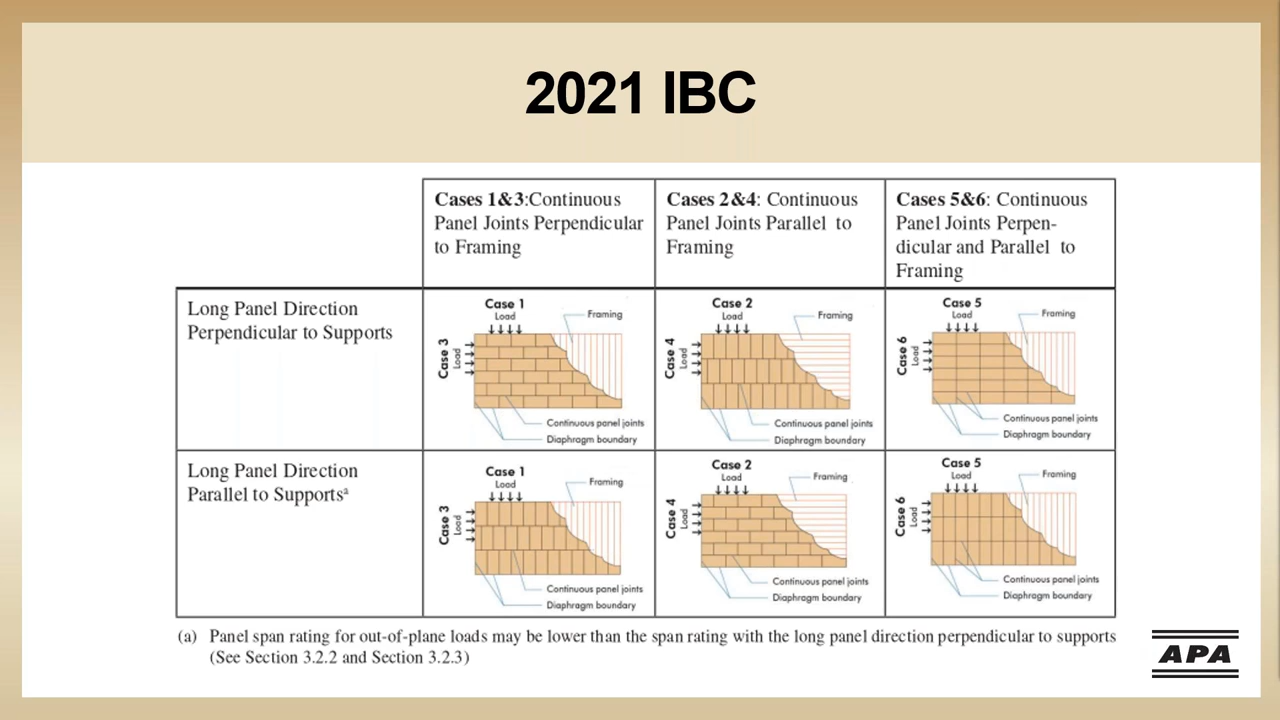 2021 IBC
Cases 1&3:Continuous
Panel Joints Perpendicular
to Framing
Cases 2&4: Continuous
Panel Joints Parallel to
Framing
Cases 5&6: Continuous
Panel Joints Perpen-
dicular and Parallel to
Framing
Long Panel Direction
Perpendicular to Supports
Case 1
Load
Framing
Case 3
Load
Continuous panel joints
Diaphragm boundary
Case 2
Load
Framing
Case 4
Load
Continuous panel joints
Diaphragm boundary
Case 5
Load
Framing
Case 6
Load
Continuous panel joints
Diaphragm boundary
Long Panel Direction
Parallel to Supportsa
Case 1
Load
Framing
Case 3
Load
Continuous panel joints
Diaphragm boundary
Case 2
Load
Framing
Case 4
Load
Continuous panel joints
Diaphragm boundary
Case 5
Load
Framing
Case 6
Load
Continuous panel joints
Diaphragm boundary
(a) Panel span rating for out-of-plane loads may be lower than the span rating with the long panel direction perpendicular to supports
(See Section 3.2.2 and Section 3.2.3)
APA